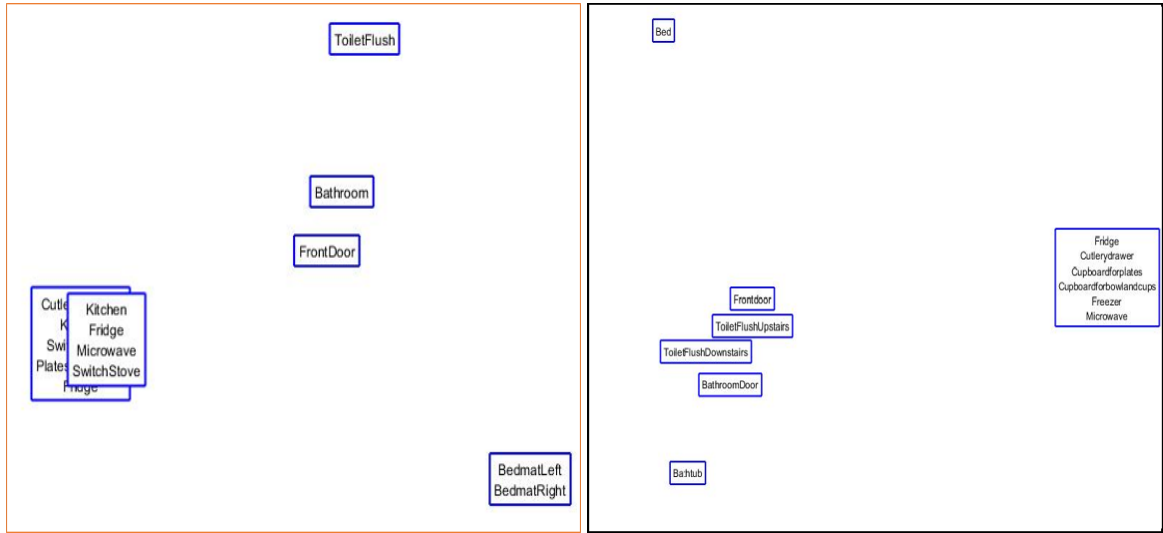 ToiletFlush
Bathroom
FrontDoor
Kitchen
Fridge
Microwave
SwitchStove
Fridge
BedmatLeft
BedmatRight
Bed
Fridge
Cutlerydrawer
Cupboardforplates
Cupboardforbowlandcups
Freezer
Microwave
Frontdoor
ToiletFlushUpstairs
ToiletFlushDownstairs
BathroomDoor
Bathtub